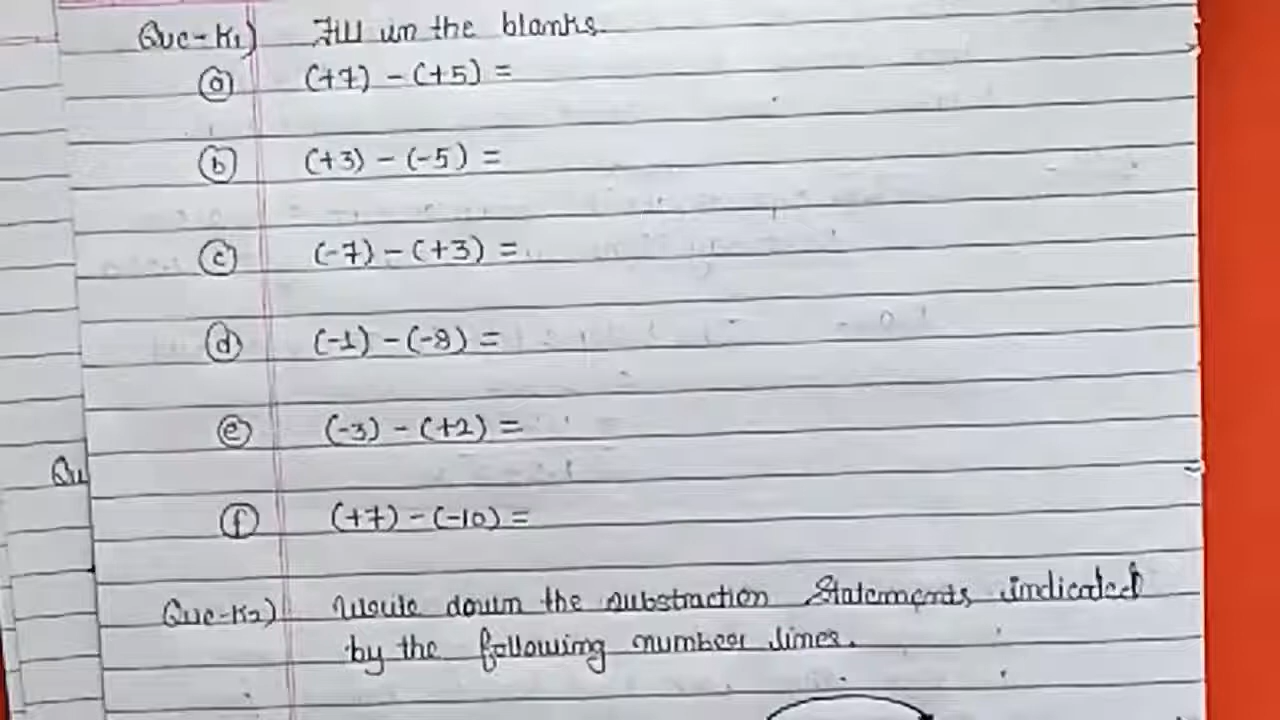 Que-K1) Fill in the blanks.
(a) (+7) - (+5) =
(b) (+3) - (-5) =
(c) (-7) - (+3) =
(d) (-1) - (-8) =
(e) (-3) - (+2) =
Qu
(f) (+7) - (-10) =
Que-K2) Write down the substraction Statements indicated
by the following number lines.